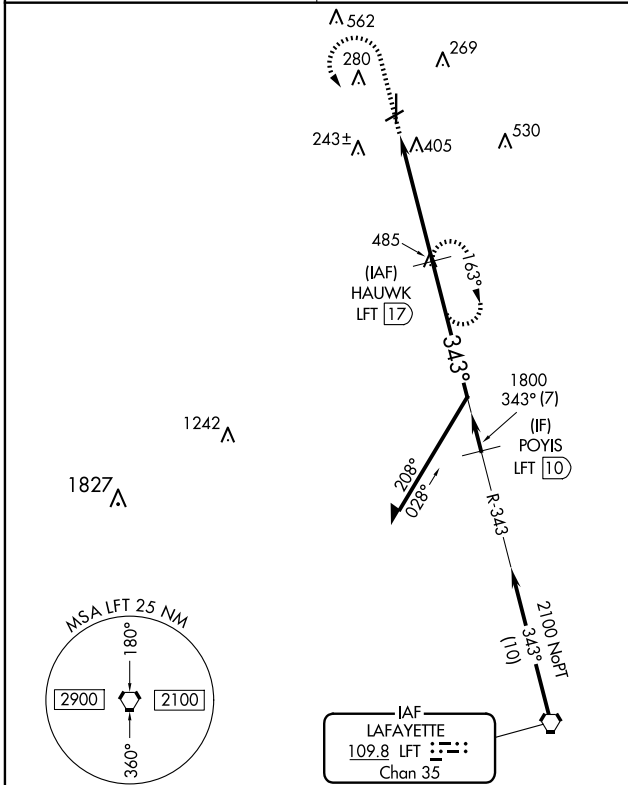 562
280
269
243±
405
530
485
(IAF)
HAUWK
LFT 17
163°
343°
1800
343° (7)
(IF)
POYIS
LFT 10
1242
1827
208°
028°
R-343
2100 NoPT
343°
(10)
MSA LFT 25 NM
180°
2900
2100
360°
IAF
LAFAYETTE
109.8 LFT
Chan 35